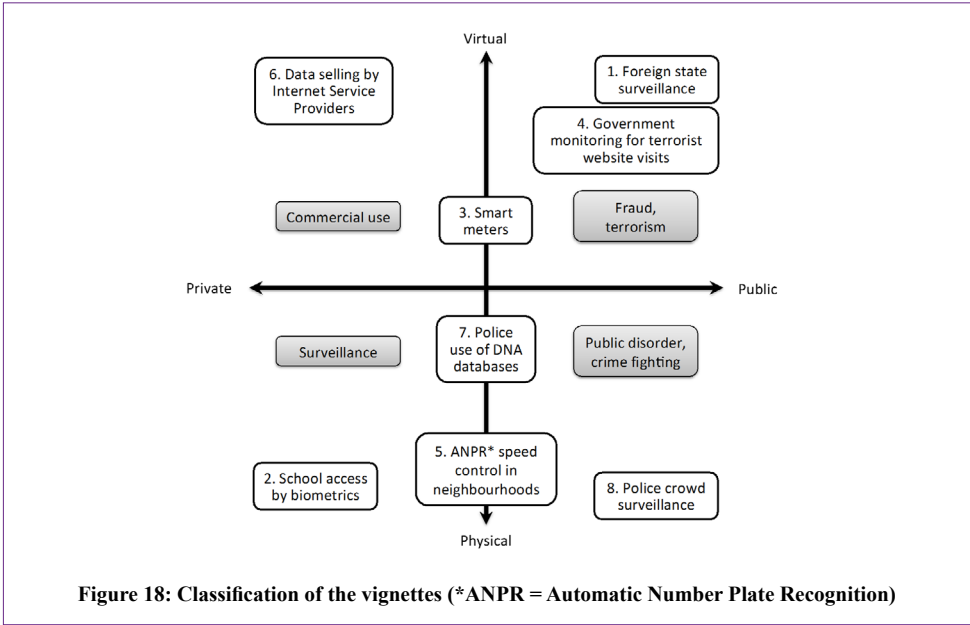 Virtual
6. Data selling by
Internet Service
Providers
1. Foreign state
surveillance
4. Government
monitoring for terrorist
website visits
Commercial use
3. Smart
meters
Fraud,
terrorism
Private
Public
Surveillance
7. Police
use of DNA
databases
Public disorder,
crime fighting
2. School access
by biometrics
5. ANPR* speed
control in
neighbourhoods
8. Police crowd
surveillance
Physical
Figure 18: Classification of the vignettes (*ANPR = Automatic Number Plate Recognition)